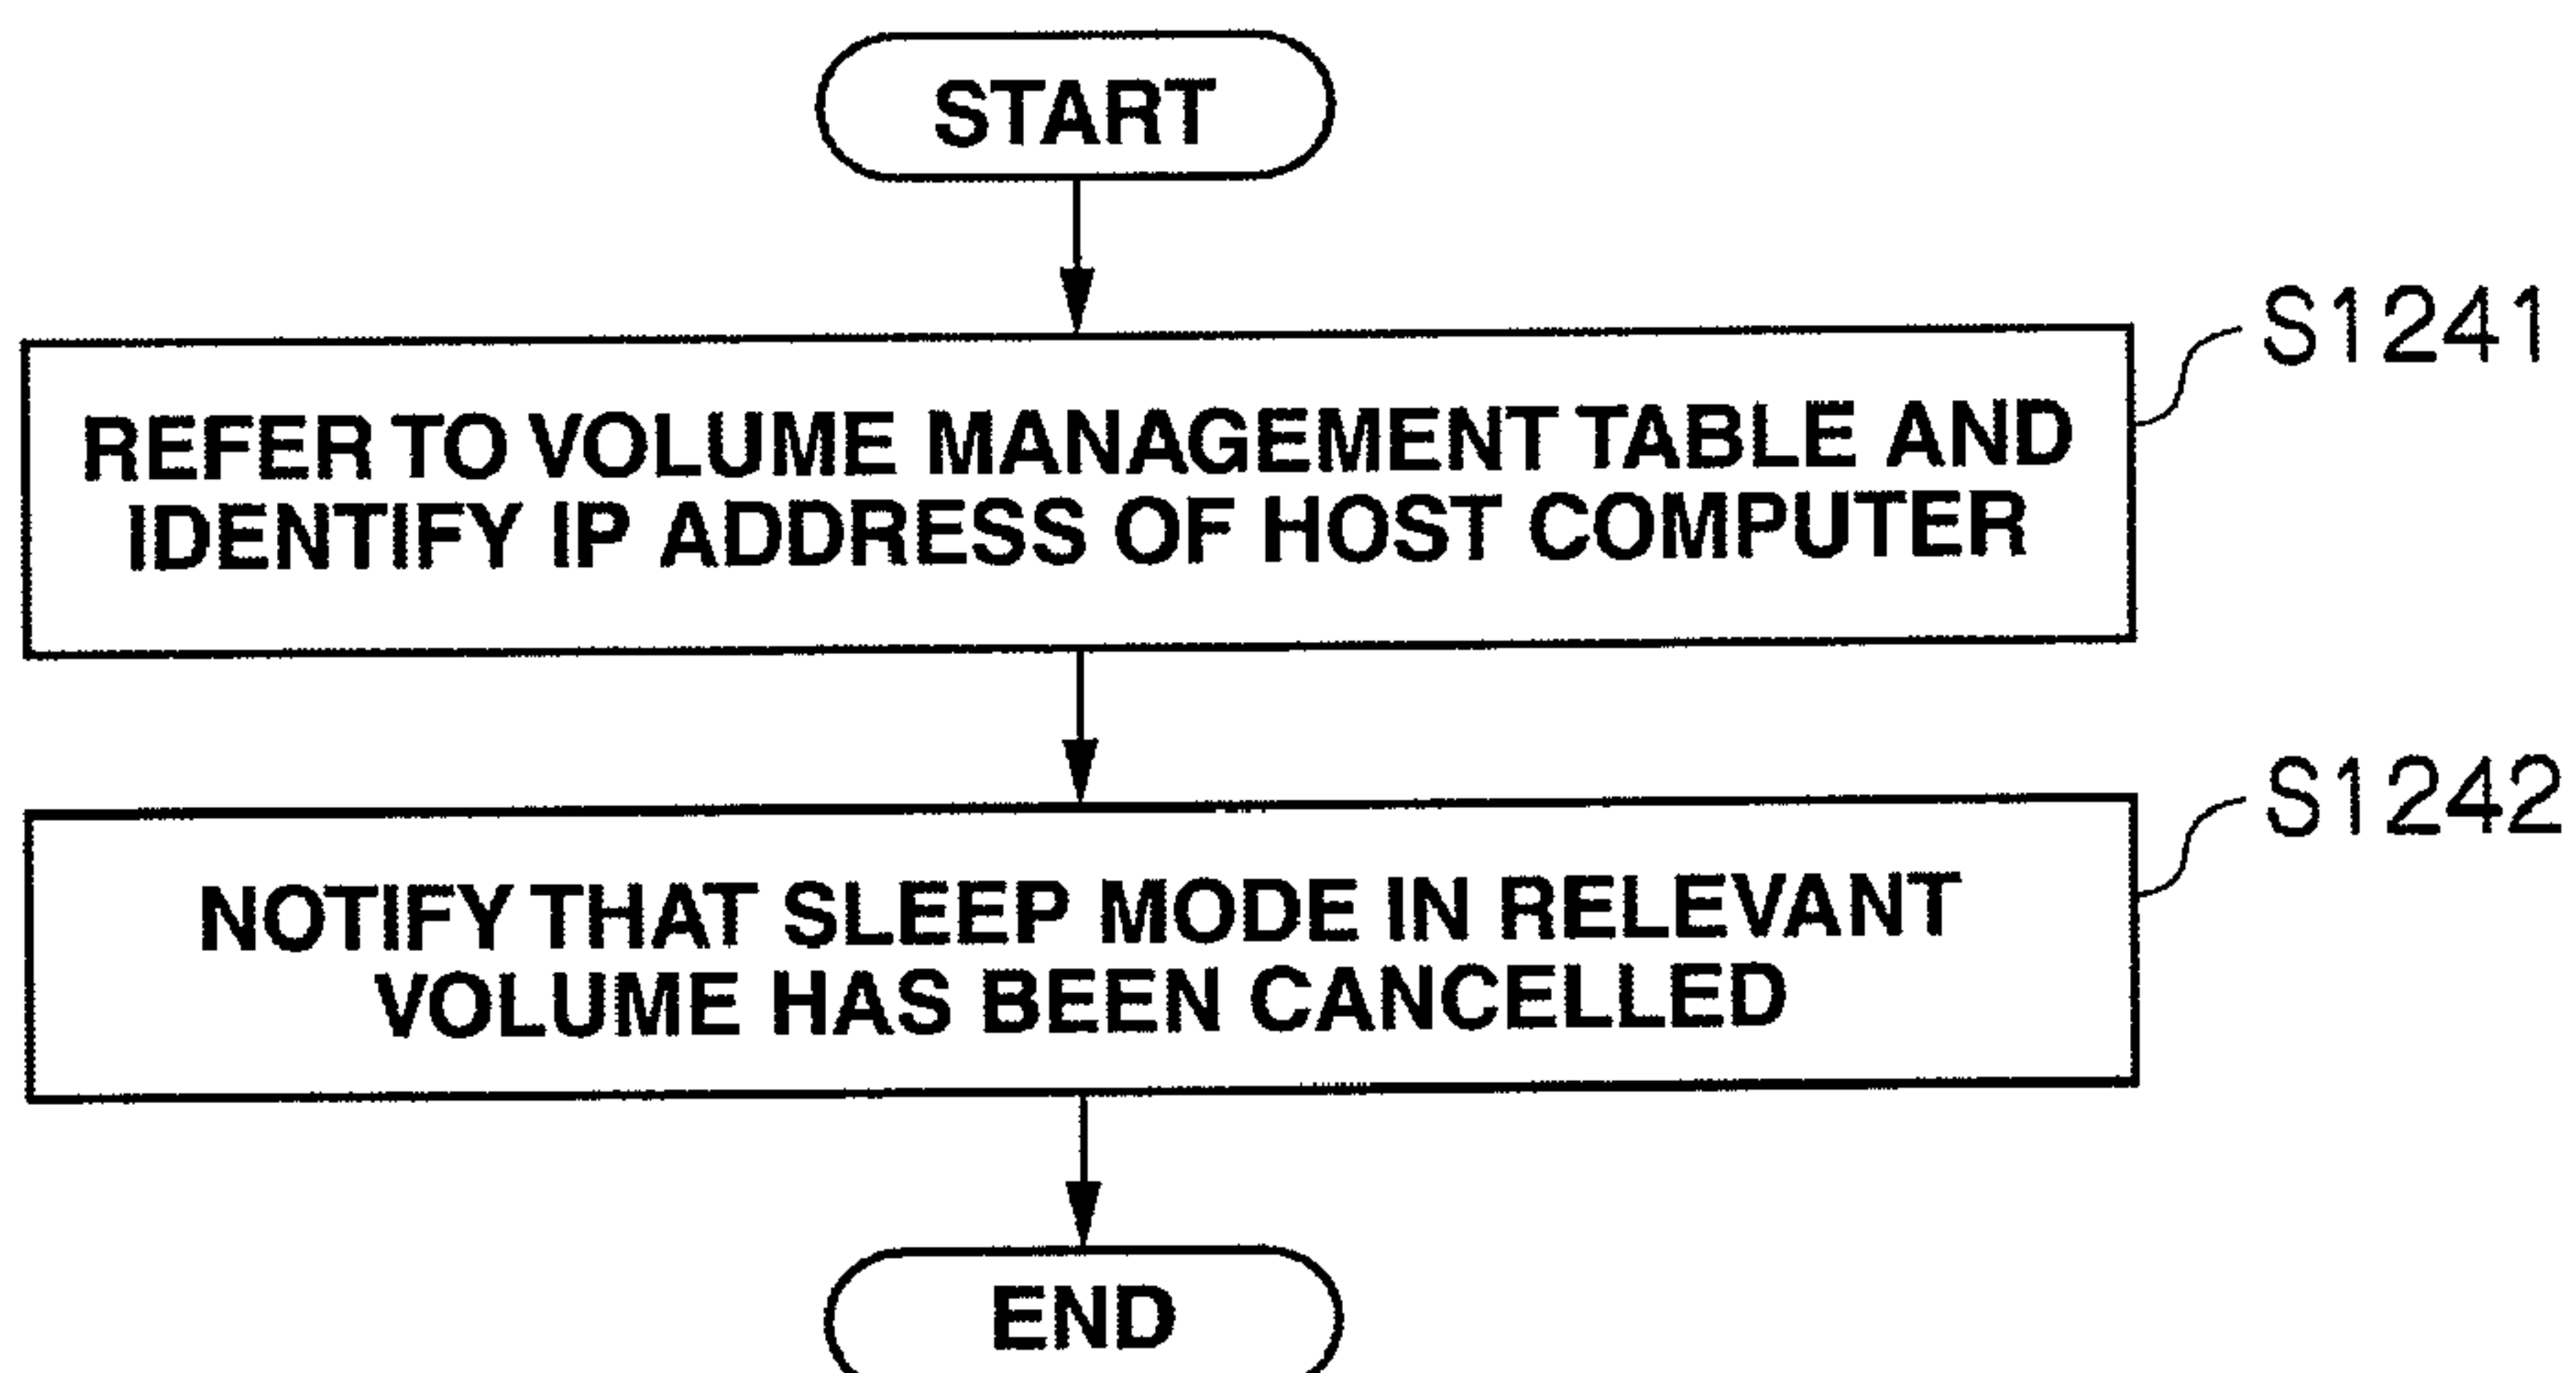 START
S1241
REFER TO VOLUME MANAGEMENT TABLE AND
IDENTIFY IP ADDRESS OF HOST COMPUTER
S1242
NOTIFY THAT SLEEP MODE IN RELEVANT
VOLUME HAS BEEN CANCELLED
END